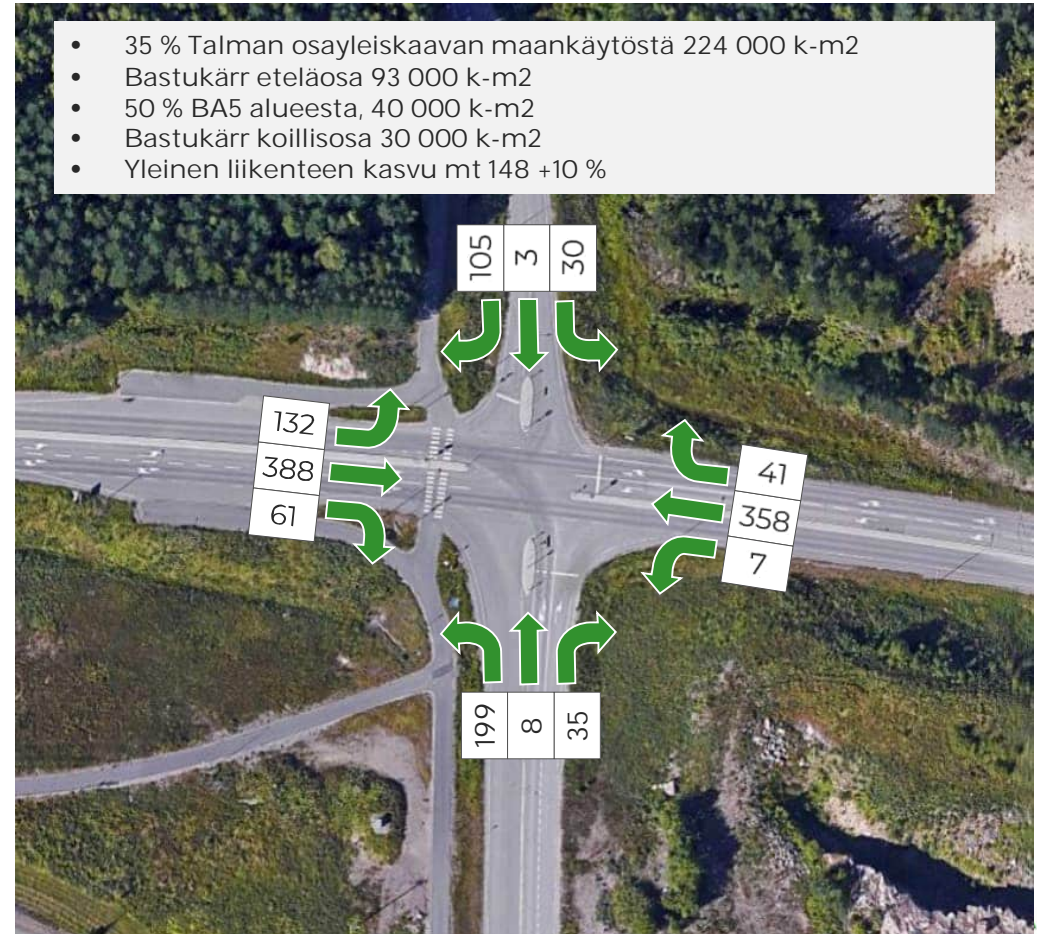 • 35 % Talman osayleiskaavan maankäytöstä 224 000 k-m2
• Bastukärr eteläosa 93 000 k-m2
• 50 % BA5 alueesta, 40 000 k-m2
• Bastukärr koillisosa 30 000 k-m2
• Yleinen liikenteen kasvu mt 148 +10 %
105
3
30
132
388
61
41
358
7
199
8
35